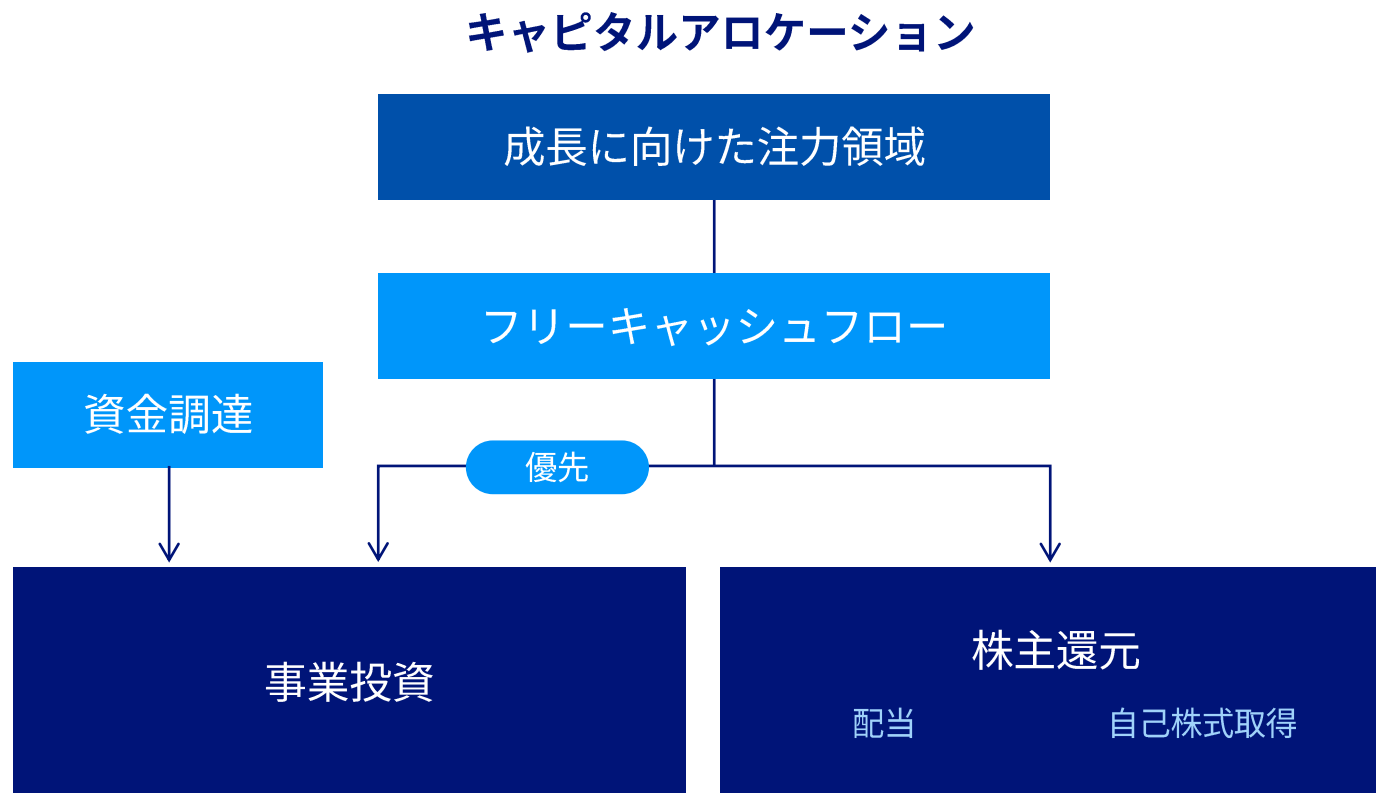 キャピタルアロケーション
成長に向けた注力領域
フリーキャッシュフロー
資金調達
優先
事業投資
株主還元
配当
自己株式取得